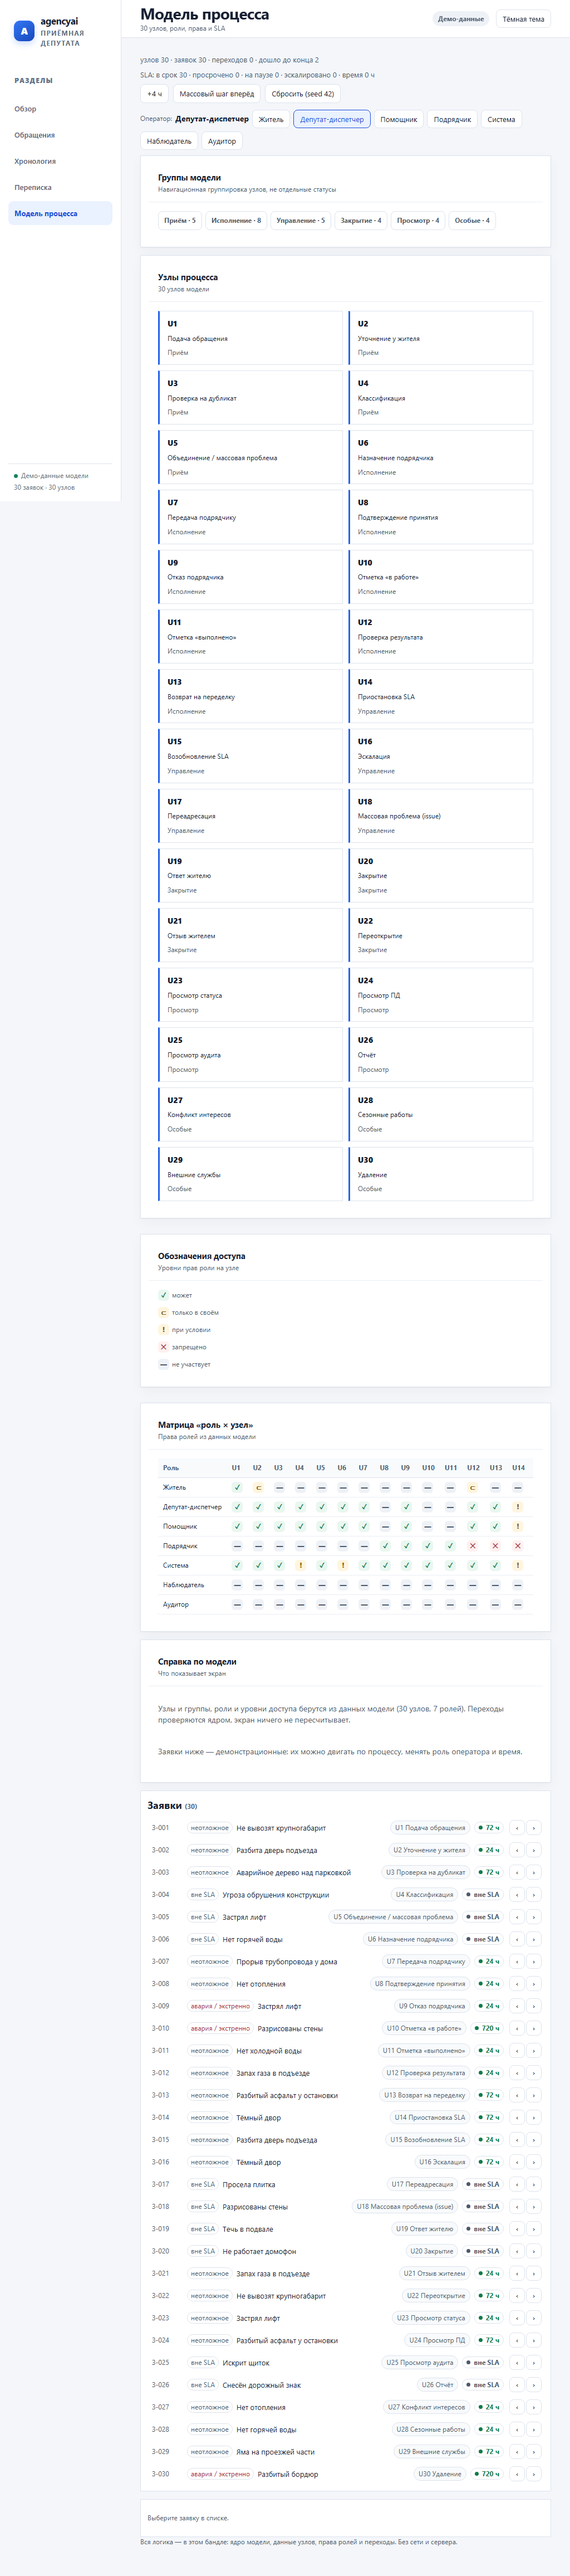 A
agencyai
ПРИЁМНАЯ
ДЕПУТАТА
РАЗДЕЛЫ
Обзор
Обращения
Хронология
Переписка
Модель процесса
Демо-данные модели
30 заявок · 30 узлов
Модель процесса
30 узлов, роли, права и SLA
Демо-данные
Тёмная тема
узлов 30 · заявок 30 · переходов 0 · дошло до конца 2
SLA: в срок 30 · просрочено 0 · на паузе 0 · эскалировано 0 · время 0 ч
+4 ч
Массовый шаг вперёд
Сбросить (seed 42)
Оператор: Депутат-диспетчер
Житель
Депутат-диспетчер
Помощник
Подрядчик
Система
Наблюдатель
Аудитор
Группы модели
Навигационная группировка узлов, не отдельные статусы
Приём · 5
Исполнение · 8
Управление · 5
Закрытие · 4
Просмотр · 4
Особые · 4
Узлы процесса
30 узлов модели
U1
Подача обращения
Приём
U2
Уточнение у жителя
Приём
U3
Проверка на дубликат
Приём
U4
Классификация
Приём
U5
Объединение / массовая проблема
Приём
U6
Назначение подрядчика
Исполнение
U7
Передача подрядчику
Исполнение
U8
Подтверждение принятия
Исполнение
U9
Отказ подрядчика
Исполнение
U10
Отметка «в работе»
Исполнение
U11
Отметка «выполнено»
Исполнение
U12
Проверка результата
Исполнение
U13
Возврат на переделку
Исполнение
U14
Приостановка SLA
Управление
U15
Возобновление SLA
Управление
U16
Эскалация
Управление
U17
Переадресация
Управление
U18
Массовая проблема (issue)
Управление
U19
Ответ жителю
Закрытие
U20
Закрытие
Закрытие
U21
Отзыв жителем
Закрытие
U22
Переоткрытие
Закрытие
U23
Просмотр статуса
Просмотр
U24
Просмотр ПД
Просмотр
U25
Просмотр аудита
Просмотр
U26
Отчёт
Просмотр
U27
Конфликт интересов
Особые
U28
Сезонные работы
Особые
U29
Внешние службы
Особые
U30
Удаление
Особые
Обозначения доступа
Уровни прав роли на узле
✓ может
⊂ только в своём
! при условии
✕ запрещено
— не участвует
Матрица «роль × узел»
Права ролей из данных модели
Роль U1 U2 U3 U4 U5 U6 U7 U8 U9 U10 U11 U12 U13 U14
Житель ✓ ⊂ — — — — — — — — — ⊂ — —
Депутат-диспетчер ✓ ✓ ✓ ✓ ✓ ✓ ✓ — ✓ — — ✓ ✓ !
Помощник ✓ ✓ ✓ ✓ ✓ ✓ ✓ — ✓ — — ✓ ✓ !
Подрядчик — — — — — — — ✓ ✓ ✓ ✓ ✕ ✕ ✕
Система ✓ ✓ ✓ ! ✓ ! ✓ ✓ ✓ ✓ ✓ ✓ ✓ !
Наблюдатель — — — — — — — — — — — — — —
Аудитор — — — — — — — — — — — — — —
Справка по модели
Что показывает экран
Узлы и группы, роли и уровни доступа берутся из данных модели (30 узлов, 7 ролей). Переходы
проверяются ядром, экран ничего не пересчитывает.
Заявки ниже — демонстрационные: их можно двигать по процессу, менять роль оператора и время.
Заявки (30)
З-001 неотложное Не вывозят крупногабарит U1 Подача обращения 72 ч ‹ ›
З-002 неотложное Разбита дверь подъезда U2 Уточнение у жителя 24 ч ‹ ›
З-003 неотложное Аварийное дерево над парковкой U3 Проверка на дубликат 72 ч ‹ ›
З-004 вне SLA Угроза обрушения конструкции U4 Классификация вне SLA ‹ ›
З-005 вне SLA Застрял лифт U5 Объединение / массовая проблема вне SLA ‹ ›
З-006 вне SLA Нет горячей воды U6 Назначение подрядчика вне SLA ‹ ›
З-007 неотложное Прорыв трубопровода у дома U7 Передача подрядчику 24 ч ‹ ›
З-008 неотложное Нет отопления U8 Подтверждение принятия 24 ч ‹ ›
З-009 авария / экстренно Застрял лифт U9 Отказ подрядчика 24 ч ‹ ›
З-010 авария / экстренно Разрисованы стены U10 Отметка «в работе» 720 ч ‹ ›
З-011 неотложное Нет холодной воды U11 Отметка «выполнено» 24 ч ‹ ›
З-012 неотложное Запах газа в подъезде U12 Проверка результата 24 ч ‹ ›
З-013 неотложное Разбитый асфальт у остановки U13 Возврат на переделку 72 ч ‹ ›
З-014 неотложное Тёмный двор U14 Приостановка SLA 72 ч ‹ ›
З-015 неотложное Разбита дверь подъезда U15 Возобновление SLA 24 ч ‹ ›
З-016 неотложное Тёмный двор U16 Эскалация 72 ч ‹ ›
З-017 вне SLA Просела плитка U17 Переадресация вне SLA ‹ ›
З-018 вне SLA Разрисованы стены U18 Массовая проблема (issue) вне SLA ‹ ›
З-019 вне SLA Течь в подвале U19 Ответ жителю вне SLA ‹ ›
З-020 вне SLA Не работает домофон U20 Закрытие вне SLA ‹ ›
З-021 неотложное Запах газа в подъезде U21 Отзыв жителем 24 ч ‹ ›
З-022 неотложное Не вывозят крупногабарит U22 Переоткрытие 72 ч ‹ ›
З-023 неотложное Застрял лифт U23 Просмотр статуса 24 ч ‹ ›
З-024 неотложное Разбитый асфальт у остановки U24 Просмотр ПД 72 ч ‹ ›
З-025 вне SLA Искрит щиток U25 Просмотр аудита вне SLA ‹ ›
З-026 вне SLA Снесён дорожный знак U26 Отчёт вне SLA ‹ ›
З-027 неотложное Нет отопления U27 Конфликт интересов 24 ч ‹ ›
З-028 неотложное Нет горячей воды U28 Сезонные работы 24 ч ‹ ›
З-029 неотложное Яма на проезжей части U29 Внешние службы 72 ч ‹ ›
З-030 авария / экстренно Разбитый бордюр U30 Удаление 720 ч ‹ ›
Выберите заявку в списке.
Вся логика — в этом бандле: ядро модели, данные узлов, права ролей и переходы. Без сети и сервера.